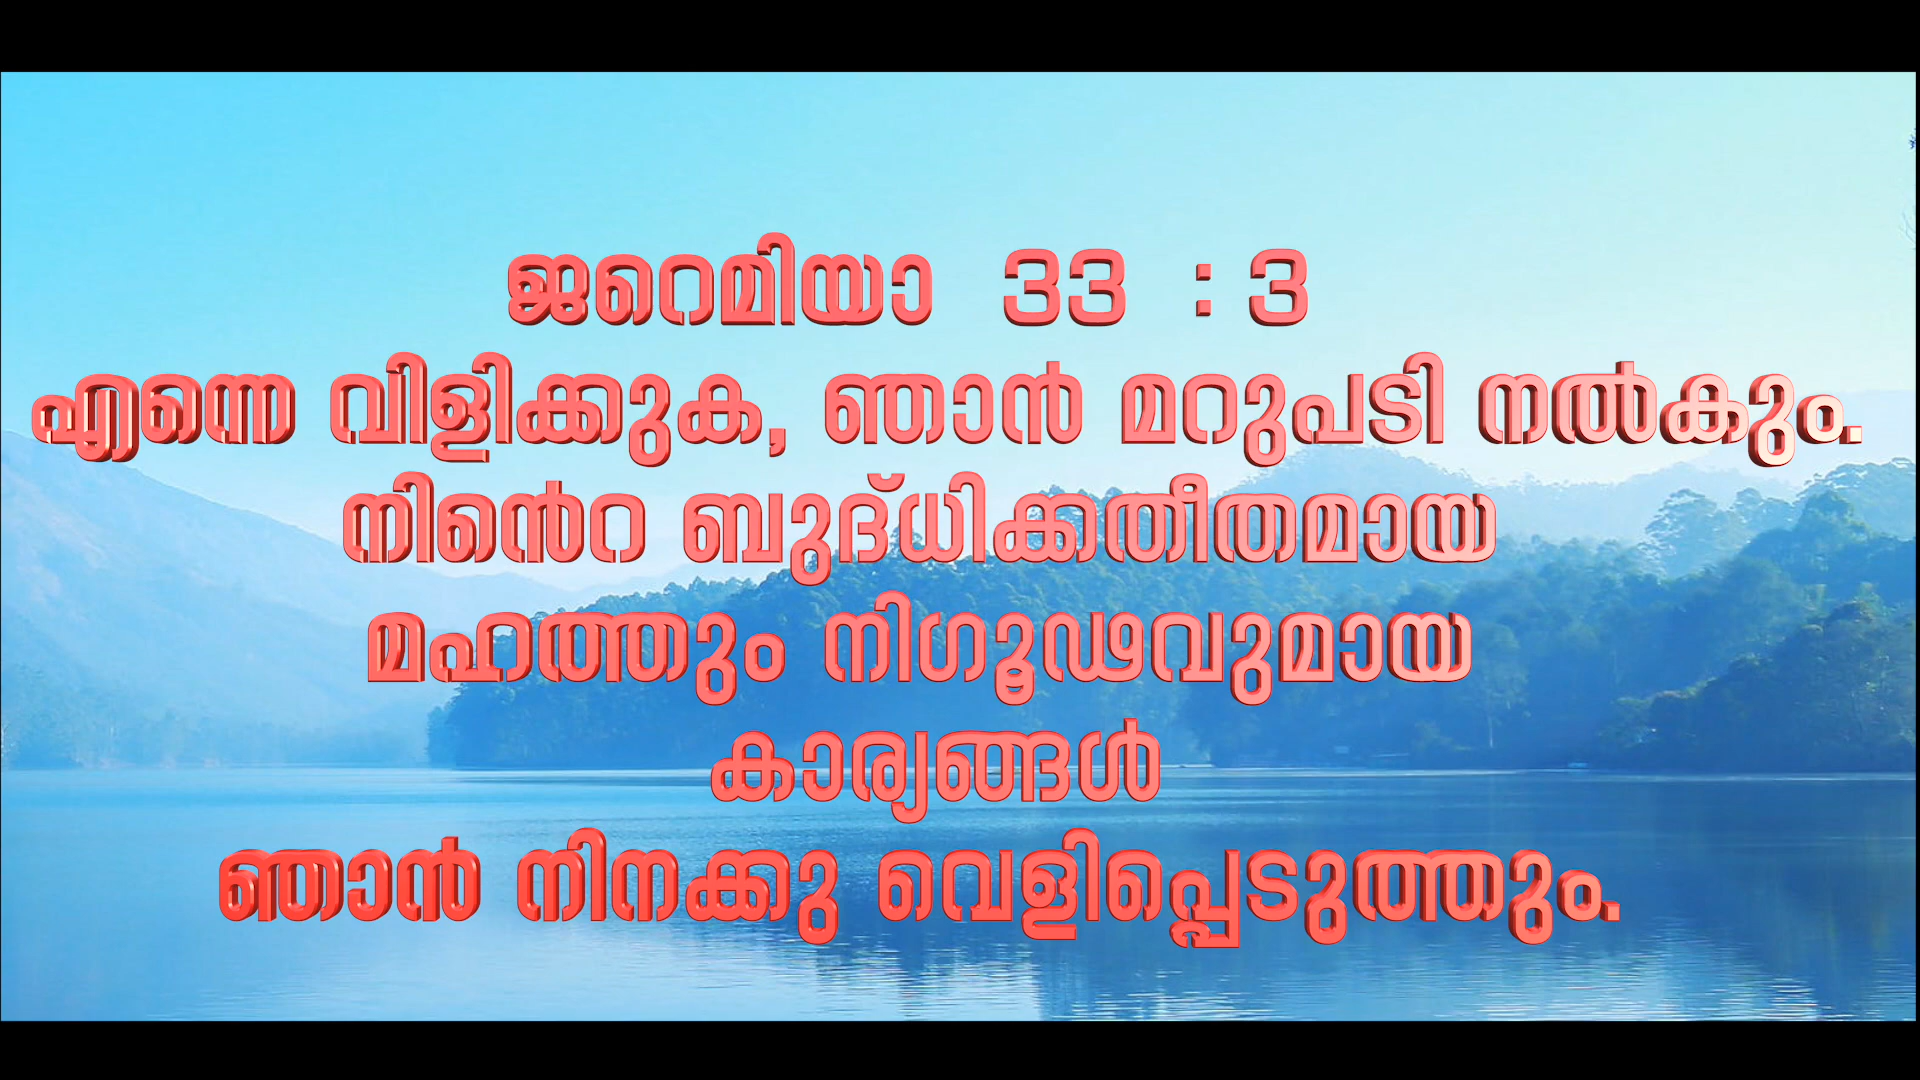 ജറെമിയാ 33 : 3
എന്നെ വിളിക്കുക, ഞാൻ മറുപടി നൽകും.
നിൻെറ ബുദ്ധിക്കതീതമായ
മഹത്തും നിഗൂഢവുമായ
കാര്യങ്ങൾ
ഞാൻ നിനക്കു വെളിപ്പെടുത്തും.